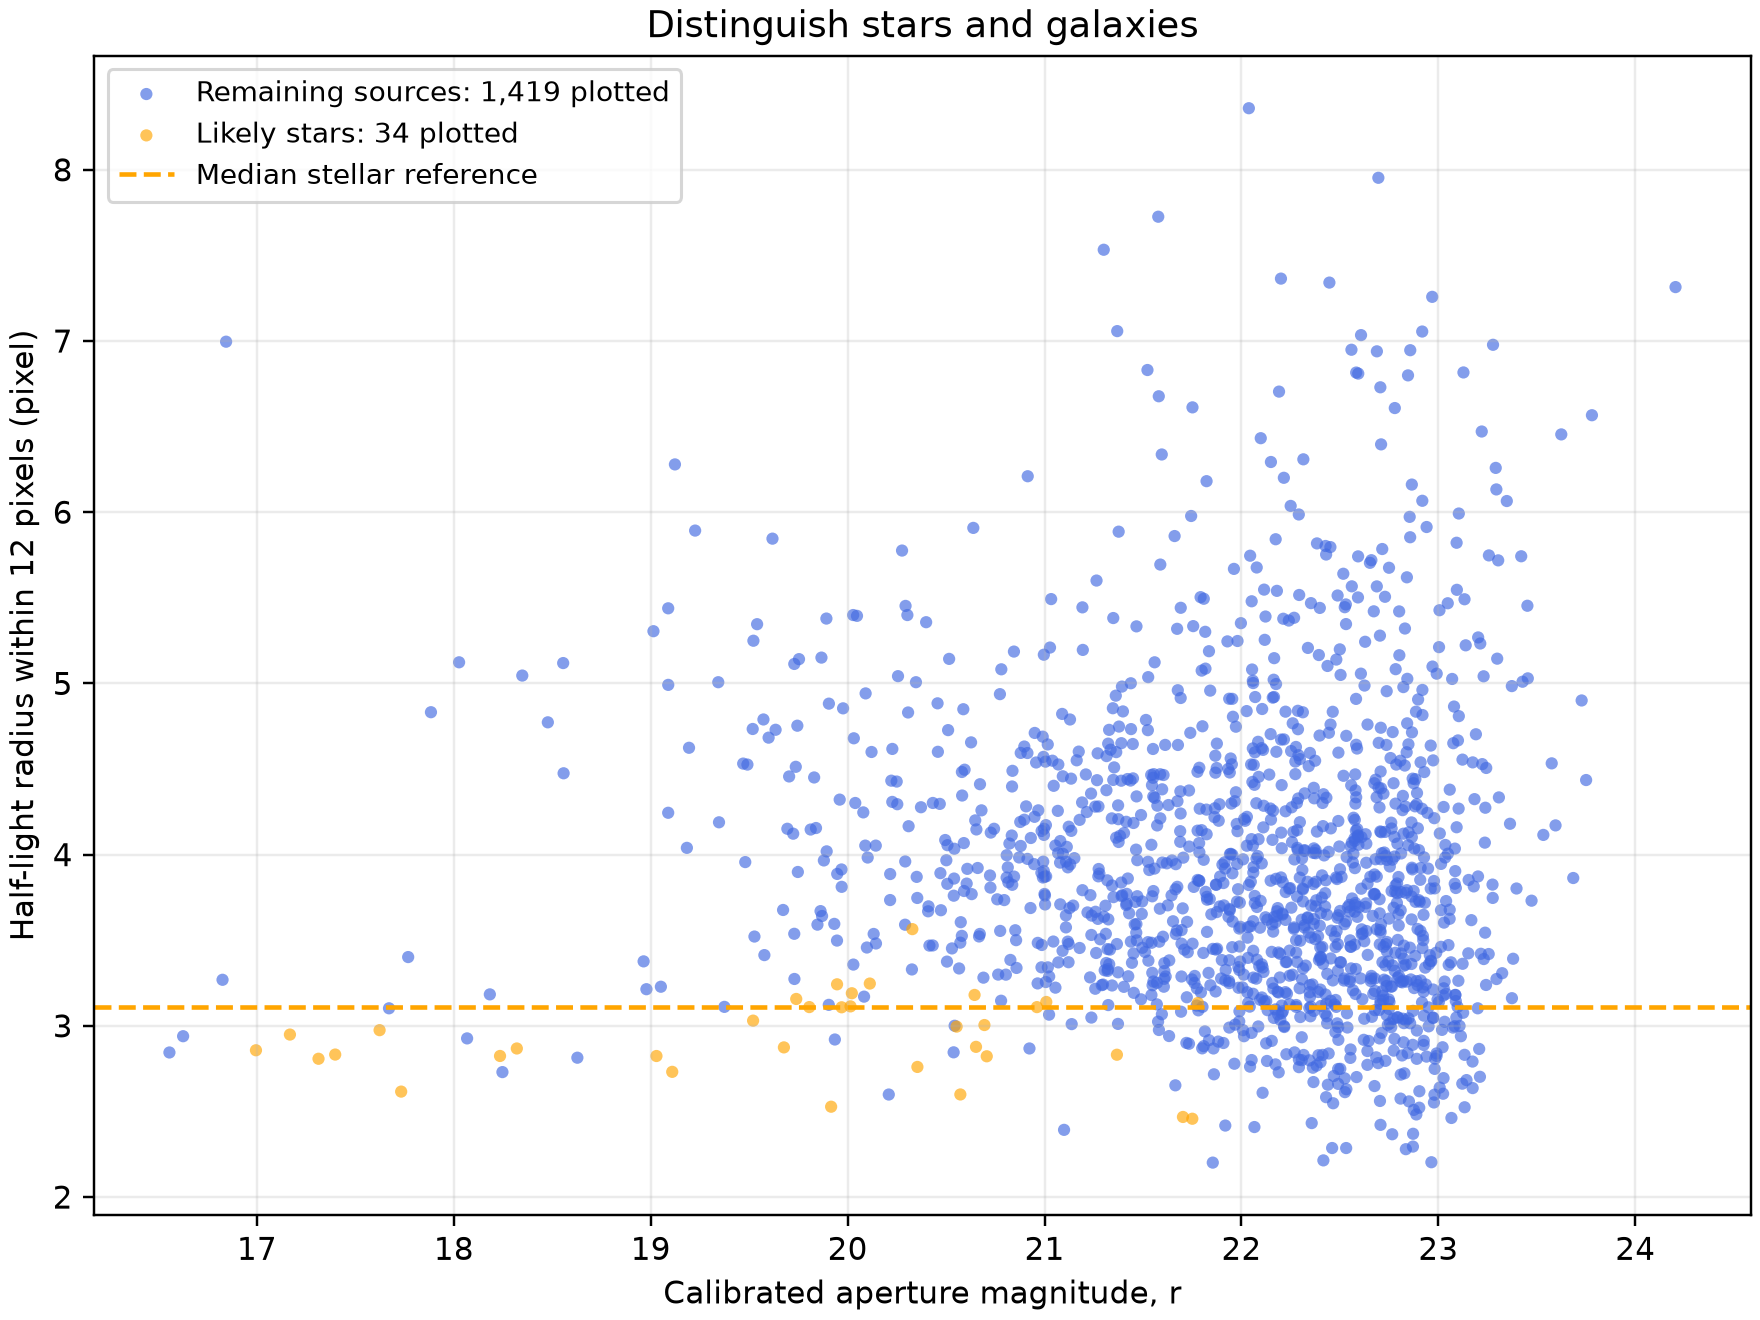 Distinguish stars and galaxies
Remaining sources: 1,419 plotted
Likely stars: 34 plotted
Median stellar reference
Half-light radius within 12 pixels (pixel)
8
7
6
5
4
3
2
17 18 19 20 21 22 23 24
Calibrated aperture magnitude, r